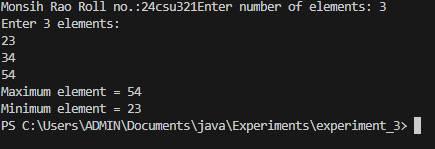 Monsih Rao Roll no.:24csu321Enter number of elements: 3
Enter 3 elements:
23
34
54
Maximum element = 54
Minimum element = 23
PS C:\Users\ADMIN\Documents\java\Experiments\experiment_3>